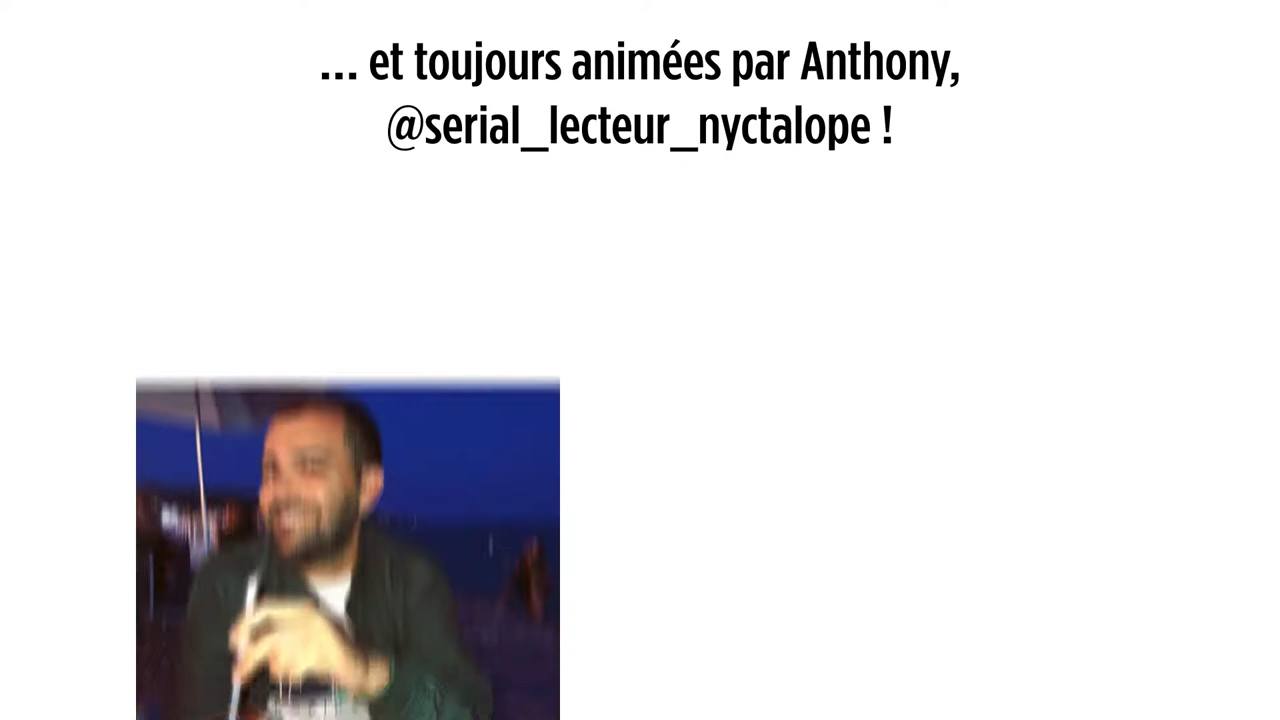 ... et toujours animées par Anthony,
@serial_lecteur_nyctalope !